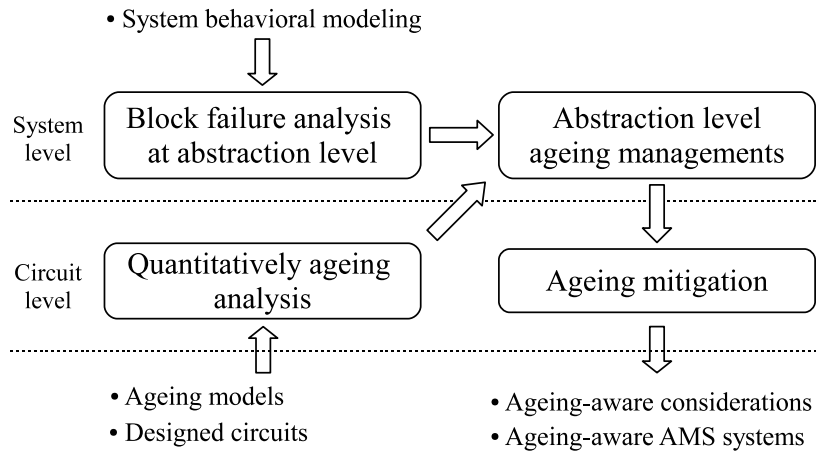 • System behavioral modeling
System
level
Block failure analysis
at abstraction level
Abstraction level
ageing managements
Circuit
level
Quantitatively ageing
analysis
Ageing mitigation
• Ageing models
• Designed circuits
• Ageing-aware considerations
• Ageing-aware AMS systems